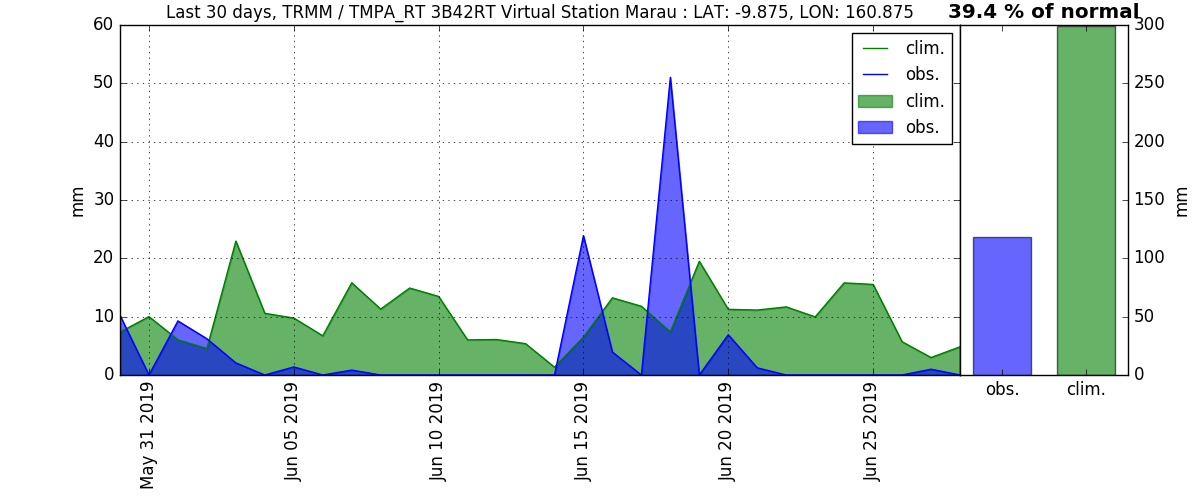 Last 30 days, TRMM / TMPA_RT 3B42RT Virtual Station Marau : LAT: -9.875, LON: 160.875
39.4 % of normal
60
50
40
30
20
10
0
mm
clim.
obs.
clim.
obs.
May 31 2019
Jun 05 2019
Jun 10 2019
Jun 15 2019
Jun 20 2019
Jun 25 2019
300
250
200
150
100
50
0
mm
obs.
clim.